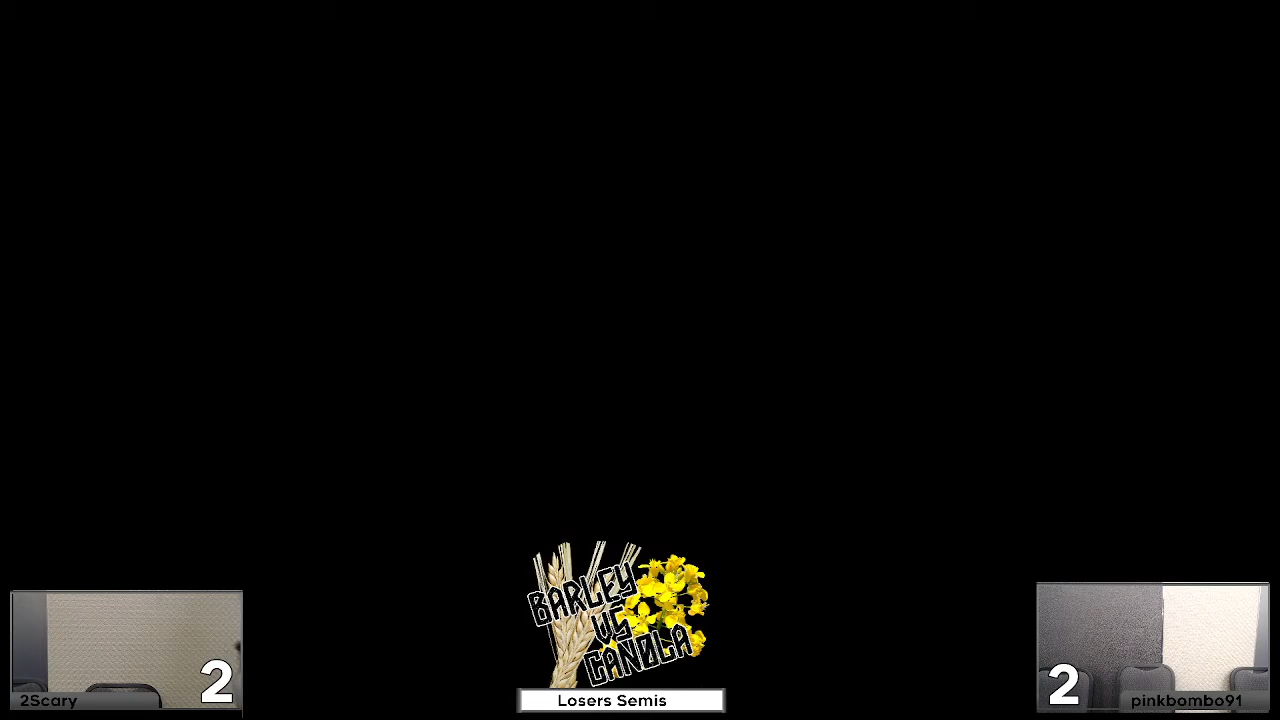 BARLEY
VS
CANOLA
2
2Scary
Losers Semis
2
pinkbombo91